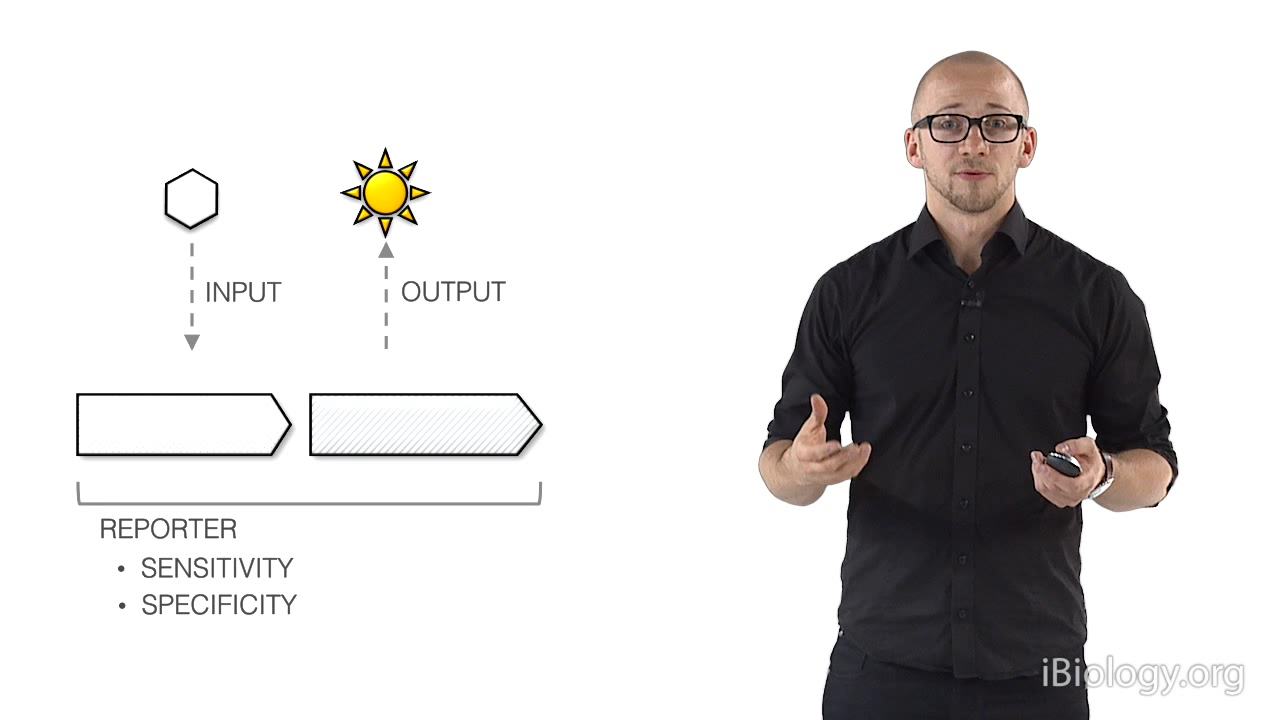 INPUT
OUTPUT
REPORTER
• SENSITIVITY
• SPECIFICITY
iBiology.org